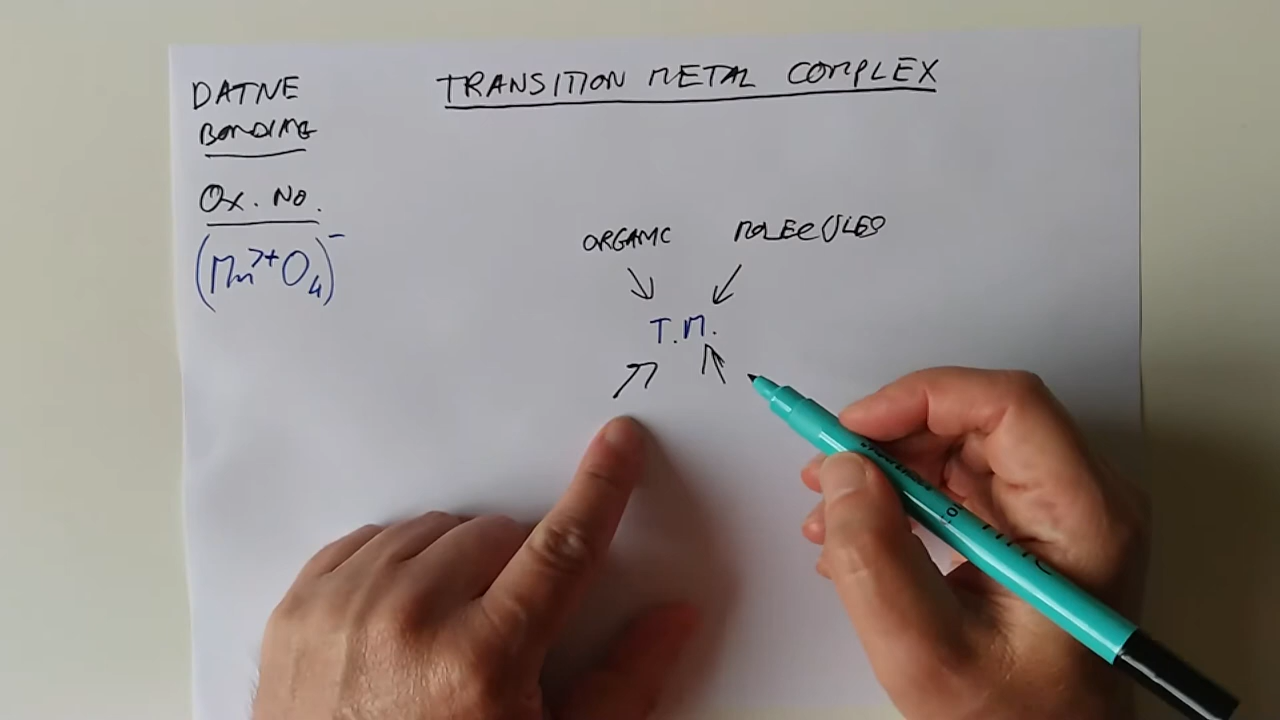 TRANSITION METAL COMPLEX
DATIVE
BONDING
OX. NO.
(Mn⁷⁺O₄)⁻
ORGANIC MOLECULES
T.M.